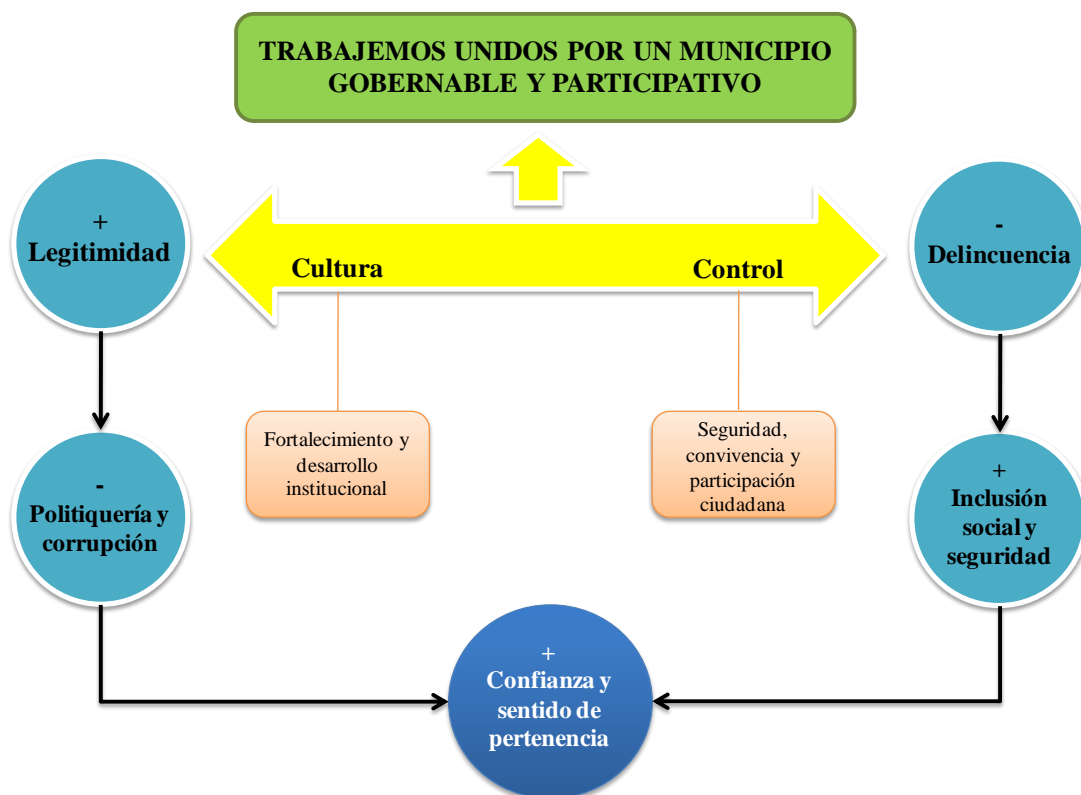 TRABAJEMOS UNIDOS POR UN MUNICIPIO
GOBERNABLE Y PARTICIPATIVO
+
Legitimidad
-
Delincuencia
Cultura
Control
Fortalecimiento y
desarrollo
institucional
Seguridad,
convivencia y
participación
ciudadana
-
Politiquería y
corrupción
+
Inclusión
social y
seguridad
+
Confianza y
sentido de
pertenencia